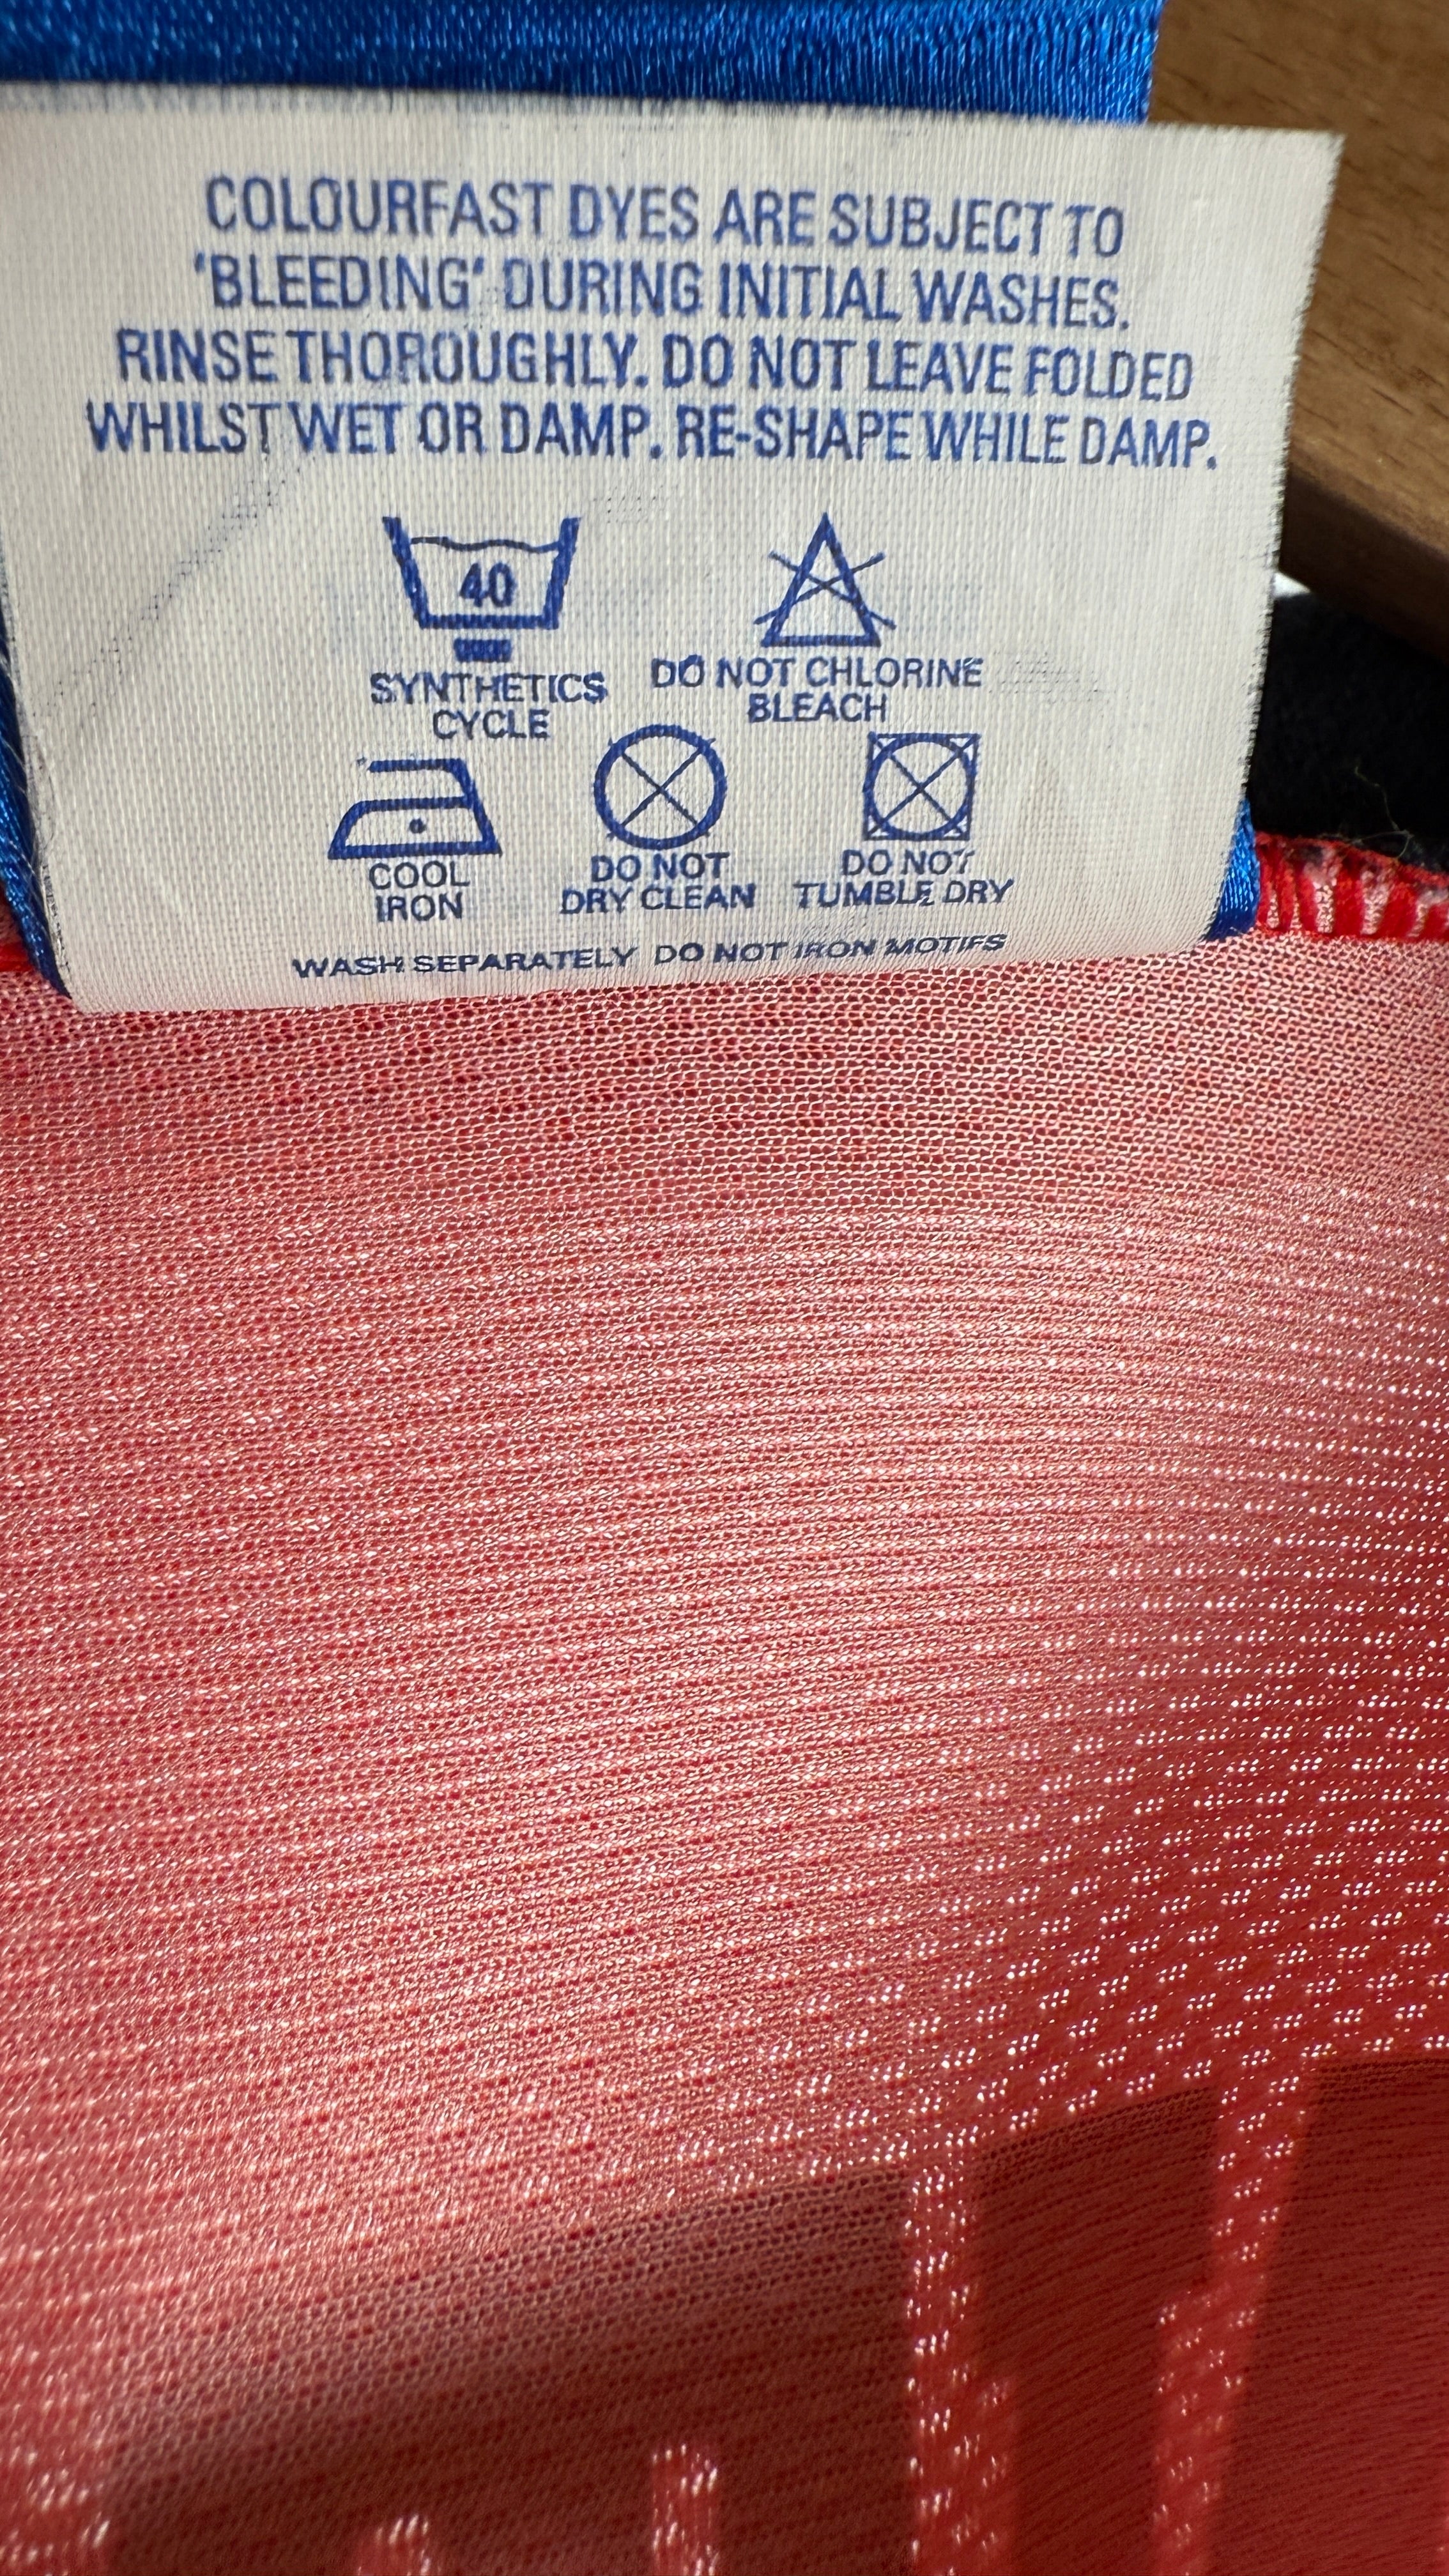 COLOURFAST DYES ARE SUBJECT TO
'BLEEDING' DURING INITIAL WASHES.
RINSE THOROUGHLY. DO NOT LEAVE FOLDED
WHILST WET OR DAMP. RE-SHAPE WHILE DAMP.
40
SYNTHETICS
CYCLE
DO NOT CHLORINE
BLEACH
COOL
IRON
DO NOT
DRY CLEAN
DO NOT
TUMBLE DRY
WASH SEPARATELY DO NOT IRON MOTIFS